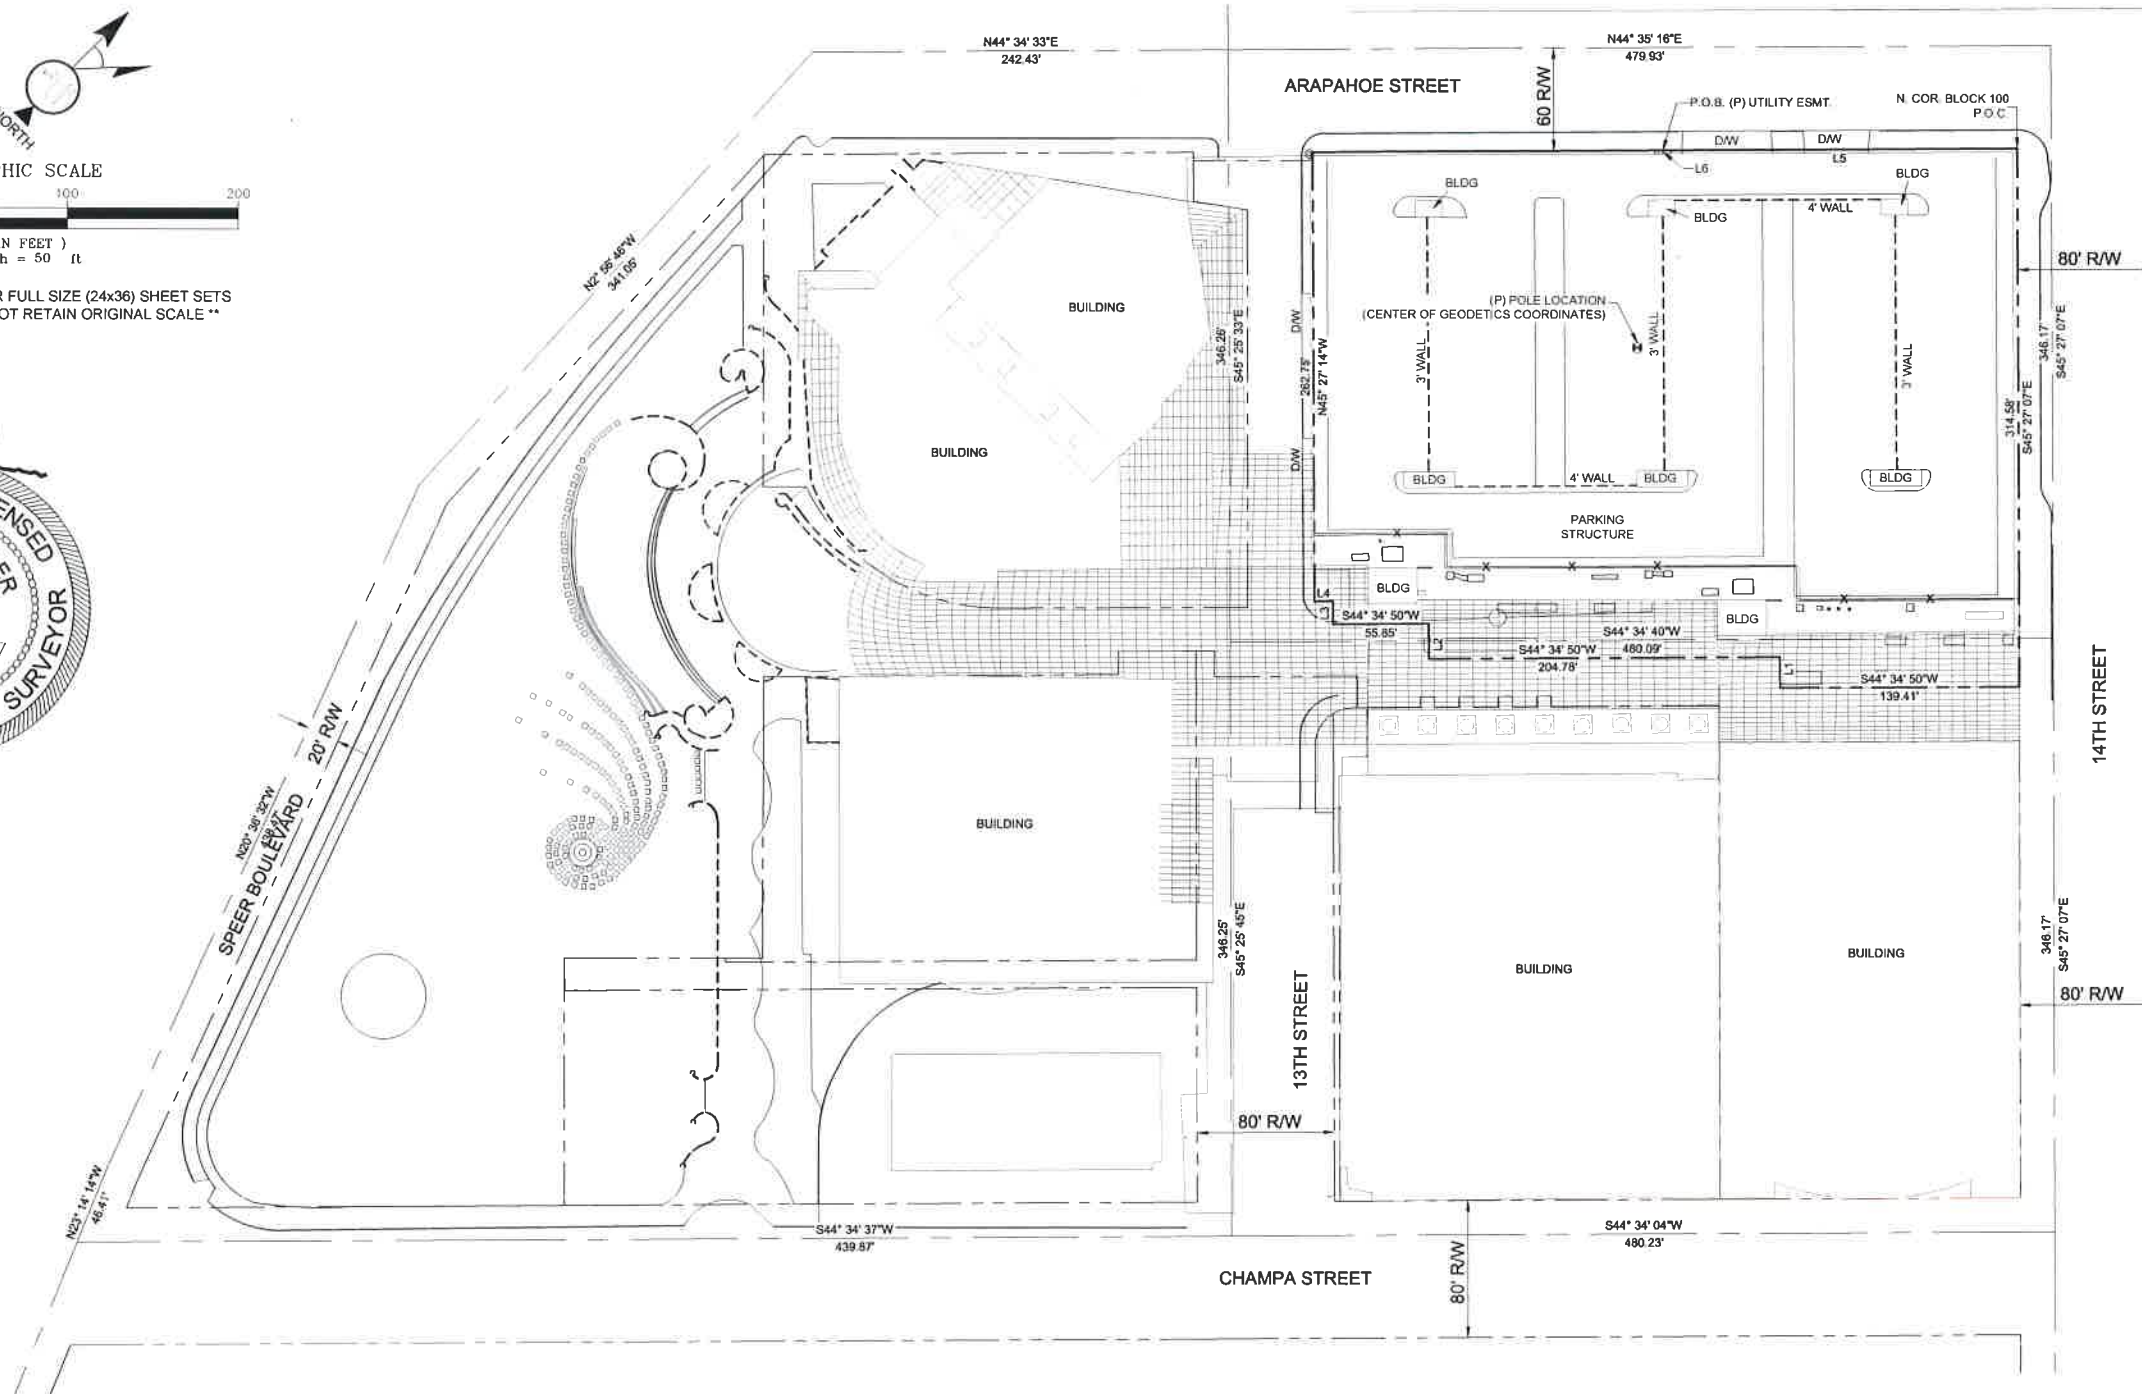 N44° 34' 33"E
242.43'
N44° 35' 16"E
479.93'
ARAPAHOE STREET
60 R/W
P.O.B. (P) UTILITY ESMT.
N. COR. BLOCK 100
P.O.C.
D/W
D/W
L5
L6
ORTH
HIC SCALE
100
200
N FEET )
h = 50 ft
R FULL SIZE (24x36) SHEET SETS
OT RETAIN ORIGINAL SCALE **
BLDG
BLDG
BLDG
4' WALL
80' R/W
N2° 56' 46"W
341.05'
BUILDING
(P) POLE LOCATION
(CENTER OF GEODETICS COORDINATES)
346.26'
S45° 25' 33"E
D/W
262.75'
N45° 27' 14"W
3' WALL
3' WALL
3' WALL
346.17'
S45° 27' 07"E
314.58'
S45° 27' 07"E
BUILDING
D/W
BLDG
4' WALL
BLDG
BLDG
PARKING
STRUCTURE
ENSED
ER
SURVEYOR
X
X
X
X
X
X
BLDG
L4
L3
S44° 34' 50"W
55.85'
L2
BLDG
S44° 34' 40"W
480.09'
S44° 34' 50"W
204.78'
L1
S44° 34' 50"W
139.41'
14TH STREET
20' R/W
N20° 36' 32"W
SPEER BOULEVARD
BUILDING
346.25'
S45° 25' 45"E
13TH STREET
BUILDING
BUILDING
346.17'
S45° 27' 07"E
80' R/W
80' R/W
N23° 14' 14"W
46.41'
S44° 34' 37"W
439.87'
S44° 34' 04"W
480.23'
80' R/W
CHAMPA STREET